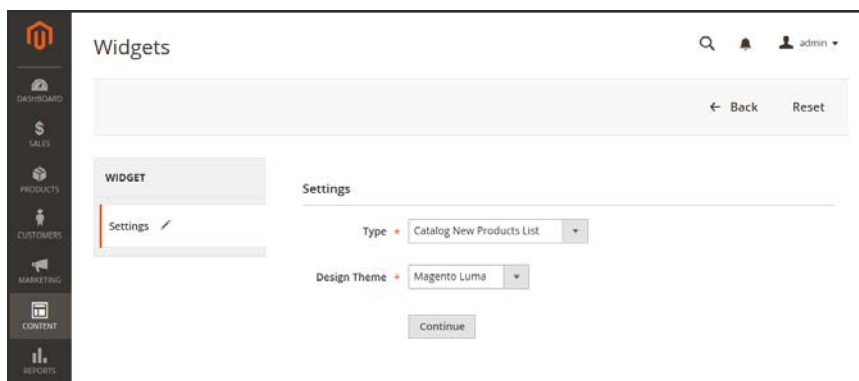 Widgets
admin
DASHBOARD
← Back
Reset
SALES
WIDGET
PRODUCTS
Settings
Settings
Type * Catalog New Products List
CUSTOMERS
Design Theme * Magento Luma
MARKETING
Continue
CONTENT
REPORTS